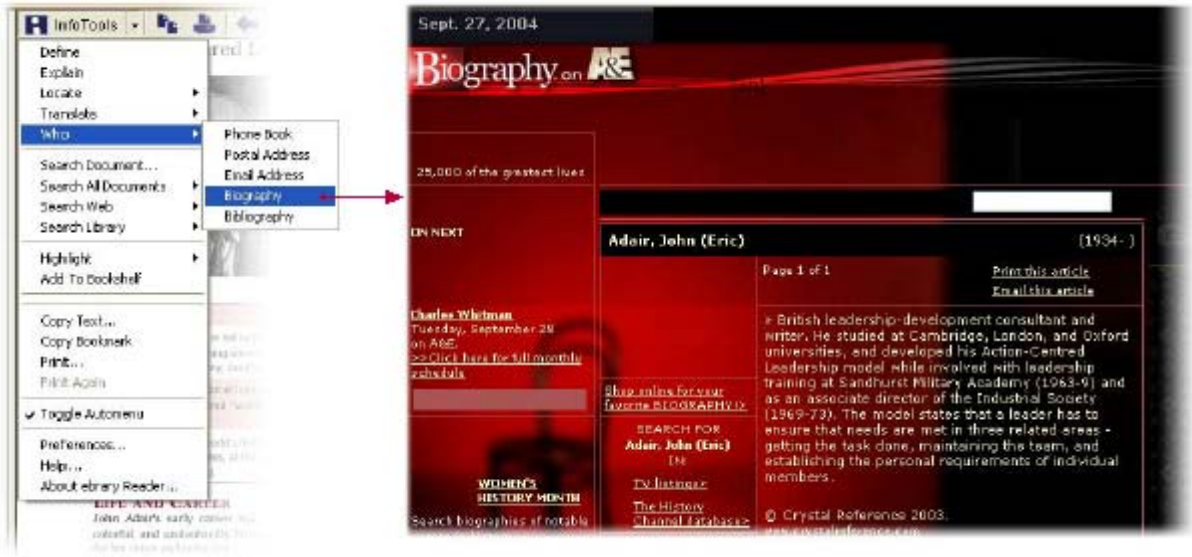 InfoTools
Define
Explain
Locate
Translate
Who
Search Document...
Search All Documents
Search Web
Search Library
Highlight
Add To Bookshelf
Copy Text...
Copy Bookmark
Print...
Print Again
Toggle Automenu
Preferences...
Help...
About ebrary Reader...
LIFE AND CAREER
John Adair's early career
colorful, and
Phone Book
Postal Address
Email Address
Biography
Bibliography
Sept. 27, 2004
Biography on A&E
25,000 of the greatest lives
ON NEXT
Charles Whitman
Tuesday, September 28
on A&E.
>> Click here for full monthly
schedule
WOMEN'S
HISTORY MONTH
Search biographies of notable
Adair, John (Eric)
(1934- )
Shop online for your
favorite BIOGRAPHY!>
SEARCH FOR
Adair, John (Eric)
IN
TV listings>
The History
Channel database>
Page 1 of 1
Print this article
Email this article
> British leadership-development consultant and
writer. He studied at Cambridge, London, and Oxford
universities, and developed his Action-Centred
Leadership model while involved with leadership
training at Sandhurst Military Academy (1963-9) and
as an associate director of the Industrial Society
(1969-73). The model states that a leader has to
ensure that needs are met in three related areas -
getting the task done, maintaining the team, and
establishing the personal requirements of individual
members.
© Crystal Reference 2003.